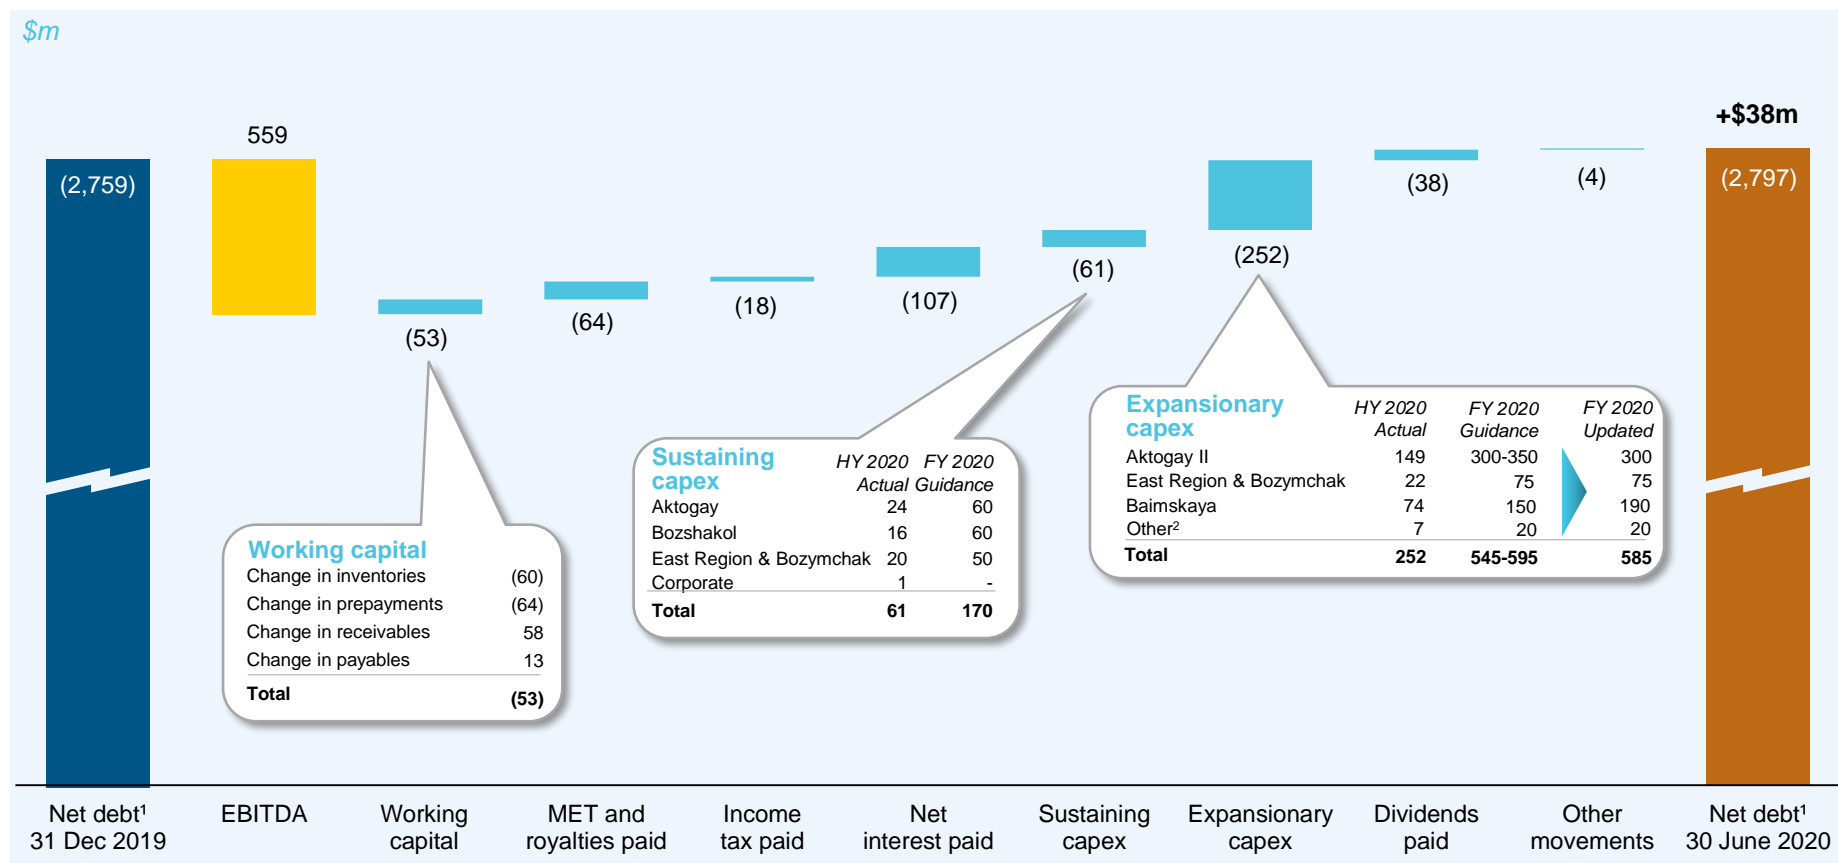 $m
+$38m
559
(2,759)
(2,797)
(53)
(64)
(18)
(107)
(61)
(252)
(38)
(4)
Working capital
Change in inventories (60)
Change in prepayments (64)
Change in receivables 58
Change in payables 13
Total (53)
Sustaining capex
HY 2020 Actual FY 2020 Guidance
Aktogay 24 60
Bozshakol 16 60
East Region & Bozymchak 20 50
Corporate 1 -
Total 61 170
Expansionary capex
HY 2020 Actual FY 2020 Guidance FY 2020 Updated
Aktogay II 149 300-350 300
East Region & Bozymchak 22 75 75
Baimskaya 74 150 190
Other² 7 20 20
Total 252 545-595 585
Net debt¹
31 Dec 2019
EBITDA
Working
capital
MET and
royalties paid
Income
tax paid
Net
interest paid
Sustaining
capex
Expansionary
capex
Dividends
paid
Other
movements
Net debt¹
30 June 2020